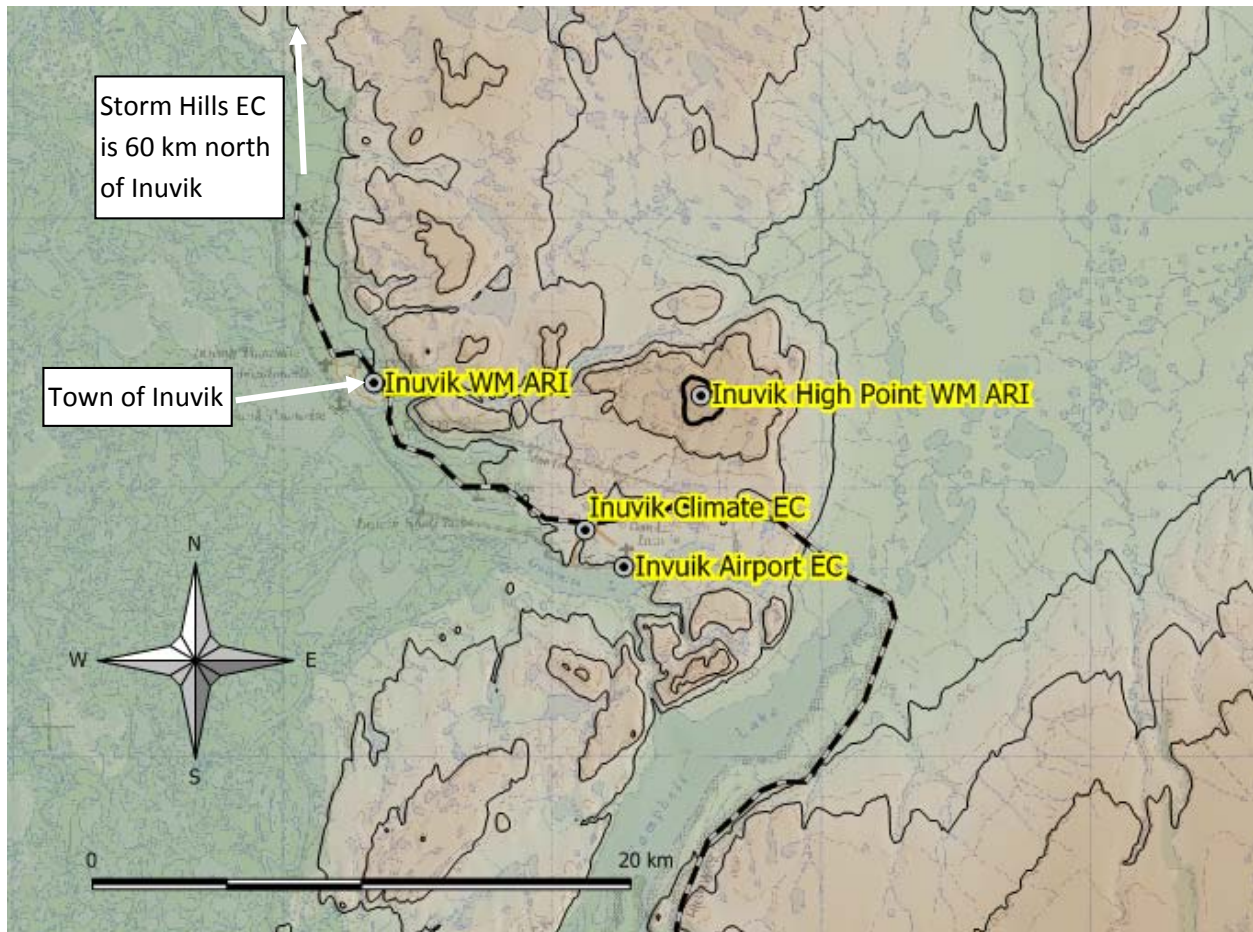 Storm Hills EC
is 60 km north
of Inuvik
Town of Inuvik
Inuvik WM ARI
Inuvik High Point WM ARI
Inuvik Climate EC
Invuik Airport EC
N
W
E
S
Lake
0
20 km